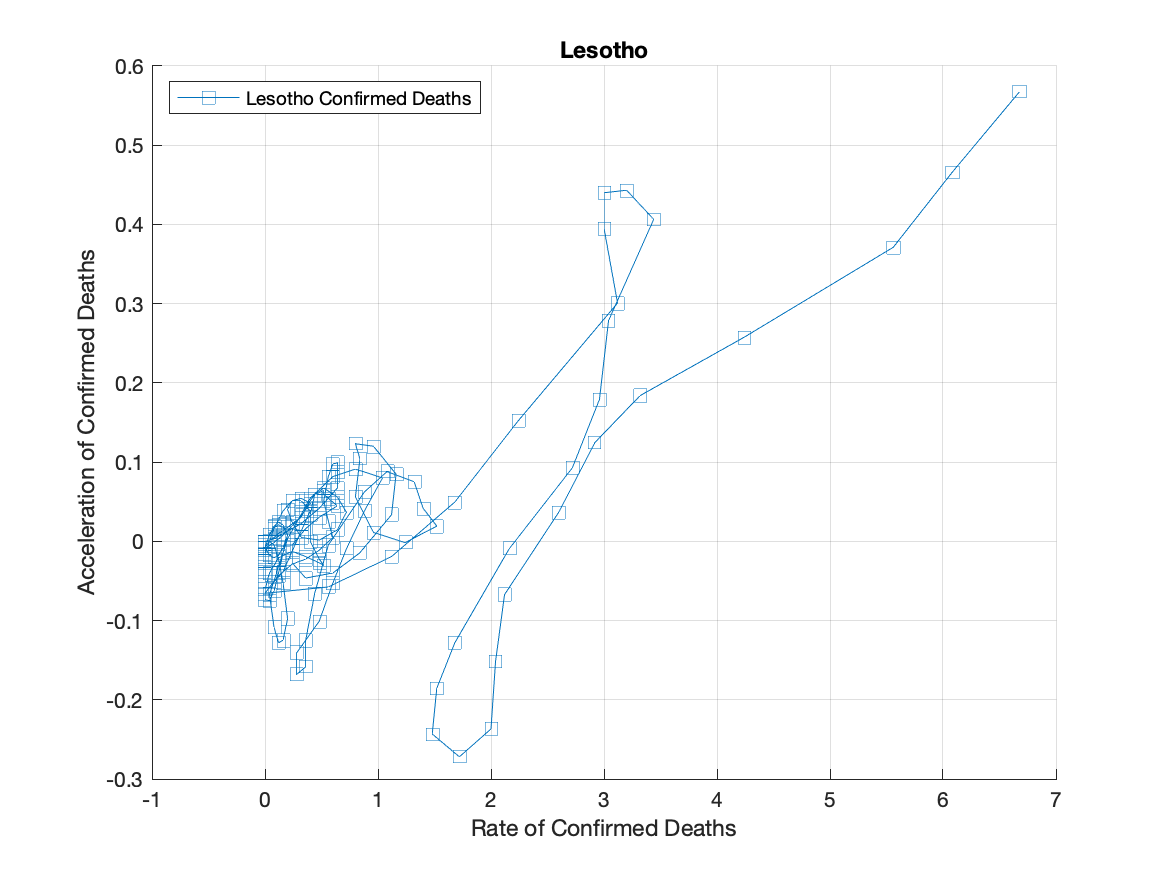 Lesotho
Lesotho Confirmed Deaths
Acceleration of Confirmed Deaths
0.6
0.5
0.4
0.3
0.2
0.1
0
-0.1
-0.2
-0.3
-1 0 1 2 3 4 5 6 7
Rate of Confirmed Deaths